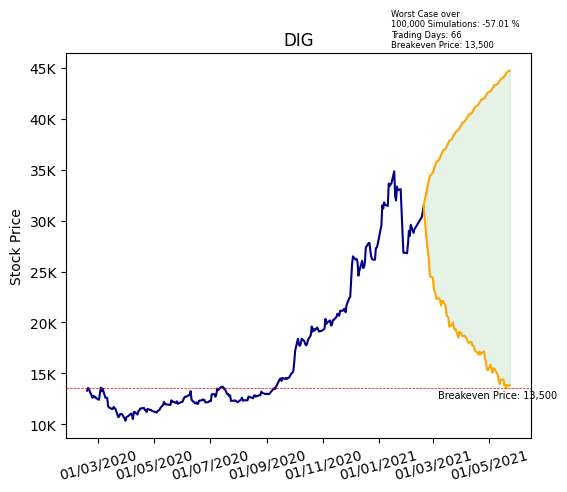 Worst Case over
100,000 Simulations: -57.01 %
Trading Days: 66
Breakeven Price: 13,500
DIG
45K
40K
35K
30K
25K
20K
15K
10K
Stock Price
Breakeven Price: 13,500
01/03/2020
01/05/2020
01/07/2020
01/09/2020
01/11/2020
01/01/2021
01/03/2021
01/05/2021